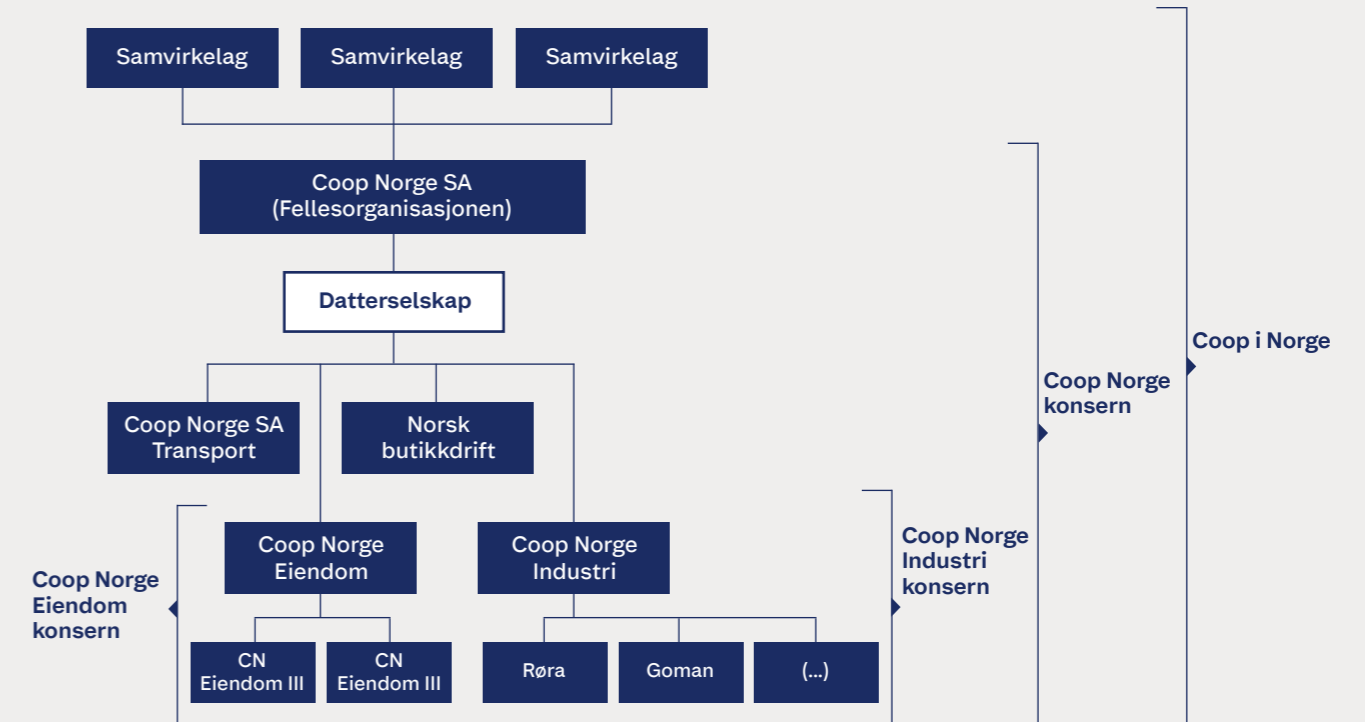 Samvirkelag
Samvirkelag
Samvirkelag
Coop Norge SA
(Fellesorganisasjonen)
Datterselskap
Coop i Norge
Coop Norge
konsern
Coop Norge SA
Transport
Norsk
butikkdrift
Coop Norge
Eiendom
Coop Norge
Industri
Coop Norge
Industri
konsern
Coop Norge
Eiendom
konsern
CN
Eiendom III
CN
Eiendom III
Røra
Goman
(...)